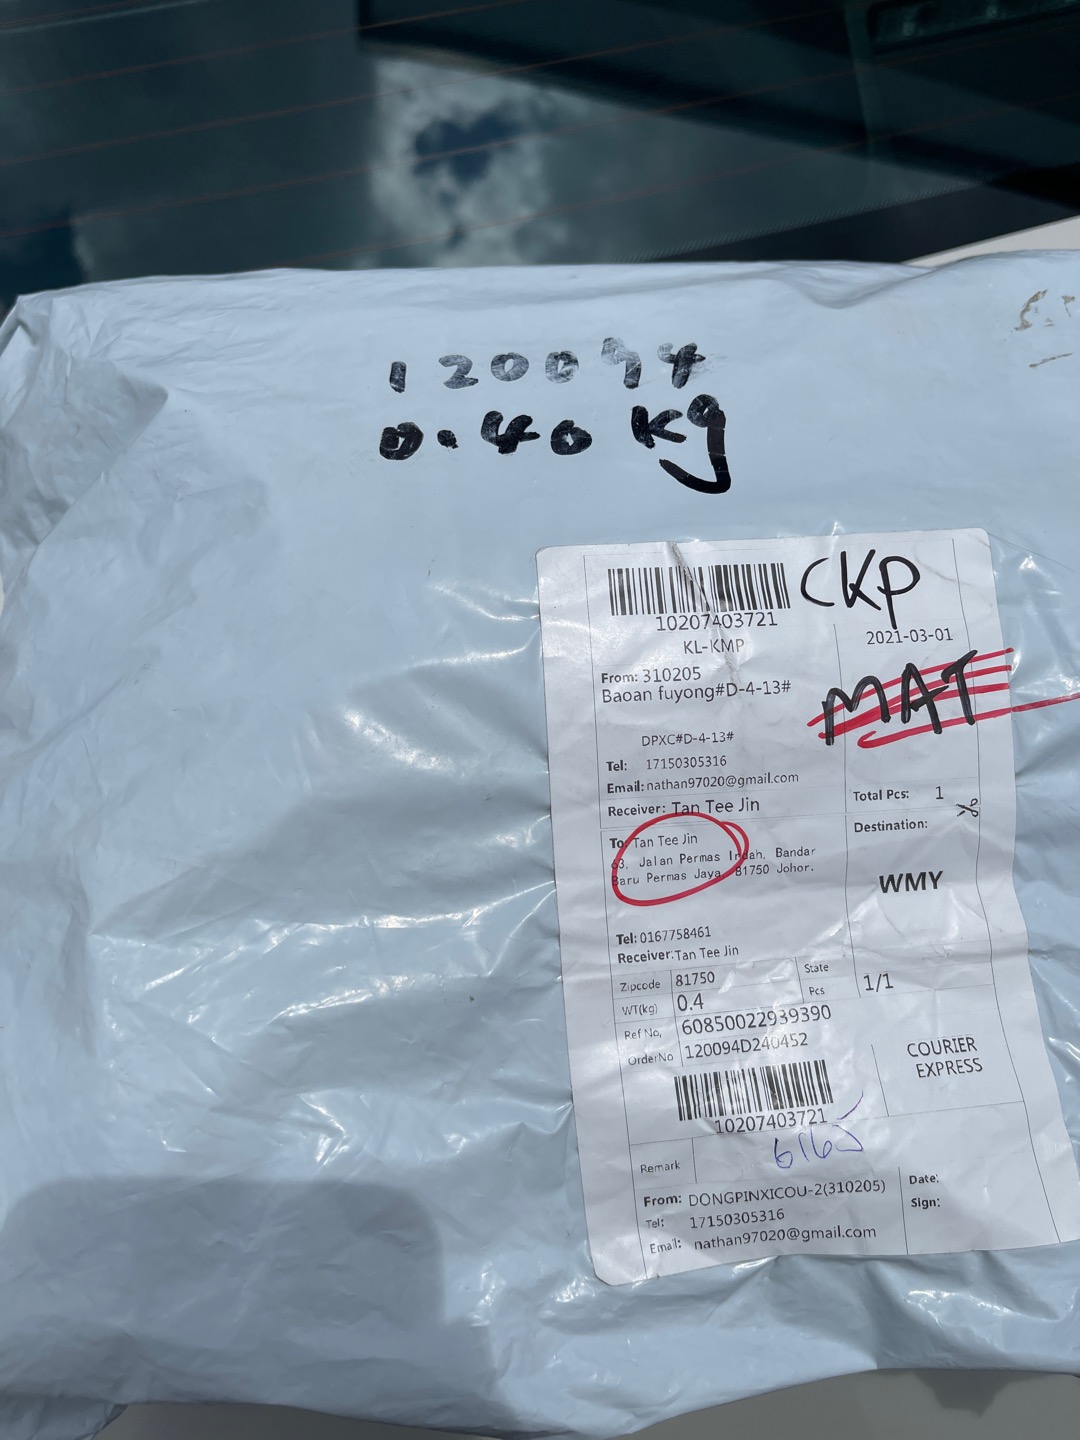 120094
0.40 kg
10207403721
CKP
KL-KMP
2021-03-01
From: 310205
Baoan fuyong#D-4-13#
MAT
DPXC#D-4-13#
Tel: 17150305316
Email: nathan97020@gmail.com
Receiver: Tan Tee Jin
Total Pcs: 1
To: Tan Tee Jin
63, Jalan Permas Indah, Bandar
Baru Permas Jaya, 81750 Johor.
Destination:
WMY
Tel: 0167758461
Receiver: Tan Tee Jin
Zipcode 81750 State
WT(kg) 0.4 Pcs 1/1
Ref No, 60850022939390
OrderNo 120094D240452
COURIER
EXPRESS
10207403721
Remark 6165
From: DONGPINXICOU-2(310205)
Tel: 17150305316
Email: nathan97020@gmail.com
Date:
Sign: